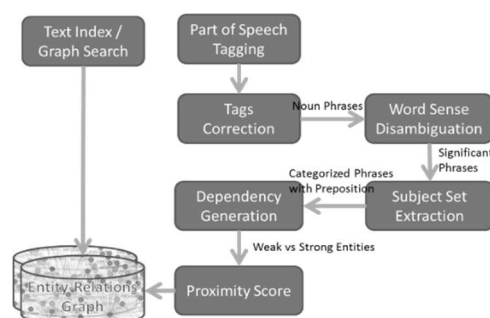 Text Index /
Graph Search
Part of Speech
Tagging
Tags
Correction
Noun Phrases
Word Sense
Disambiguation
Significant
Phrases
Categorized Phrases
with Preposition
Dependency
Generation
Subject Set
Extraction
Weak vs Strong Entities
Entity Relations
Graph
Proximity Score